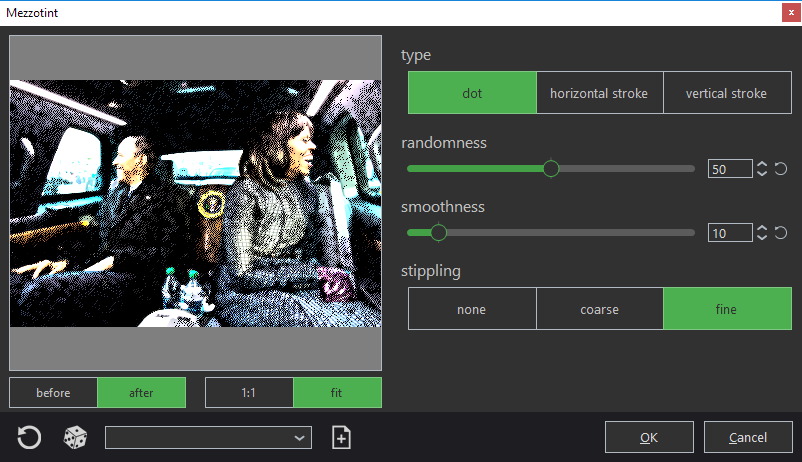 Mezzotint
x
type
dot horizontal stroke vertical stroke
randomness
50
smoothness
10
stippling
none coarse fine
before after 1:1 fit
OK Cancel